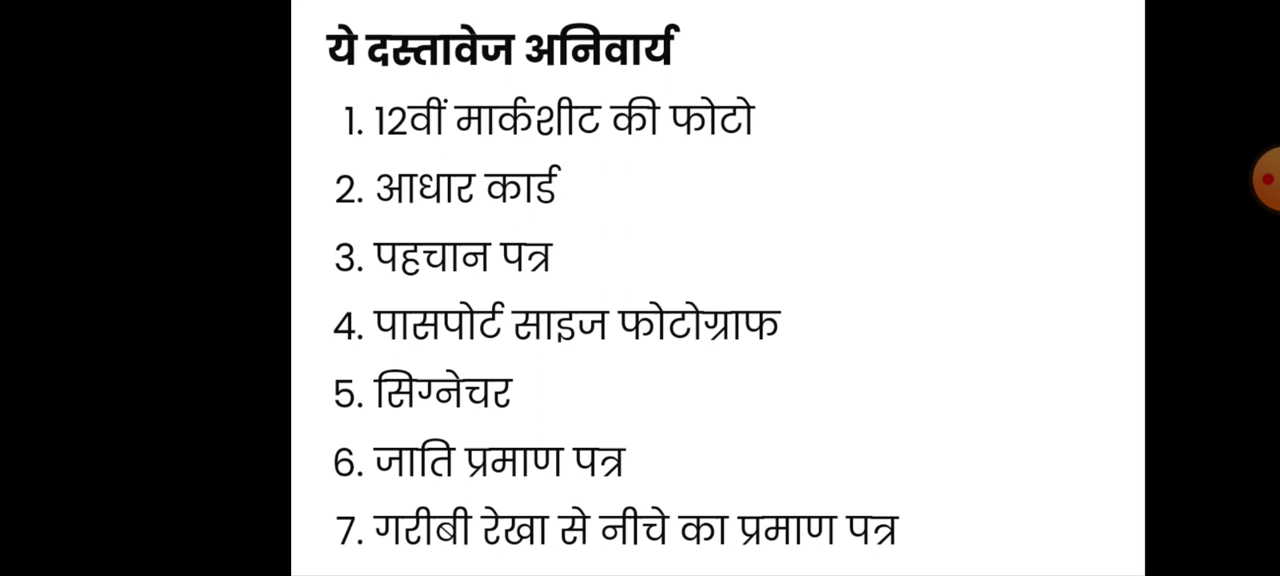 ये दस्तावेज अनिवार्य
1. 12वीं मार्कशीट की फोटो
2. आधार कार्ड
3. पहचान पत्र
4. पासपोर्ट साइज फोटोग्राफ
5. सिग्नेचर
6. जाति प्रमाण पत्र
7. गरीबी रेखा से नीचे का प्रमाण पत्र